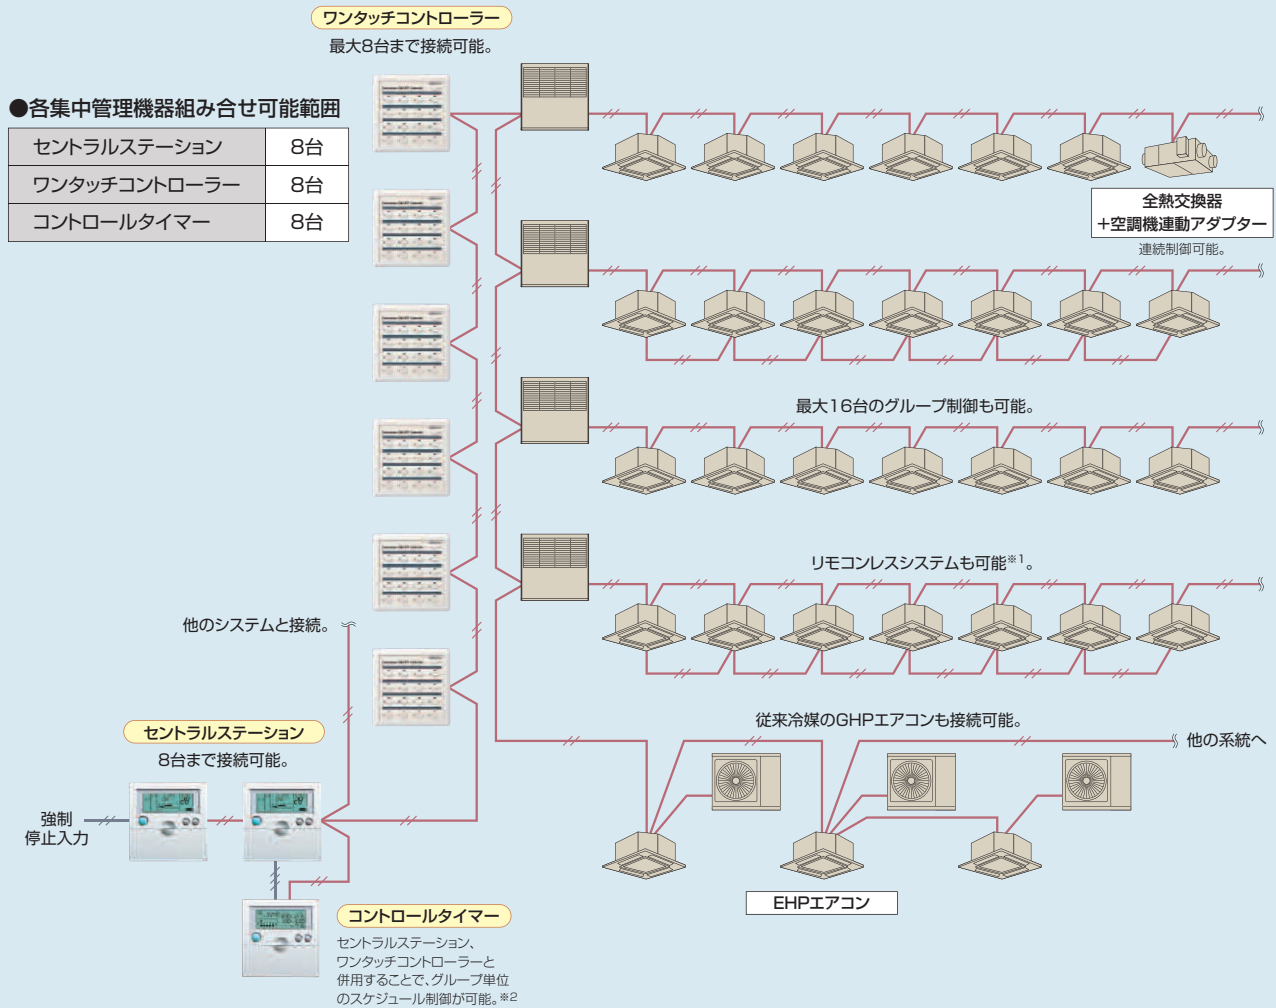 ワンタッチコントローラー
最大8台まで接続可能。
●各集中管理機器組み合せ可能範囲
セントラルステーション 8台
ワンタッチコントローラー 8台
コントロールタイマー 8台
全熱交換器
+空調機連動アダプター
連続制御可能。
最大16台のグループ制御も可能。
リモコンレスシステムも可能※1。
他のシステムと接続。
従来冷媒のGHPエアコンも接続可能。
他の系統へ
セントラルステーション
8台まで接続可能。
強制
停止入力
EHPエアコン
コントロールタイマー
セントラルステーション、
ワンタッチコントローラーと
併用することで、グループ単位
のスケジュール制御が可能。※2